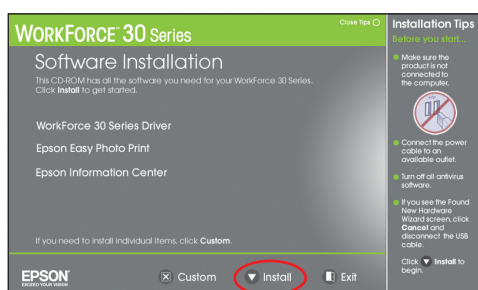 Close Tips
WORKFORCE™ 30 SERIES
Software Installation
This CD-ROM has all the software you need for your WorkForce 30 Series.
Click Install to get started.
WorkForce 30 Series Driver
Epson Easy Photo Print
Epson Information Center
If you need to install individual items, click Custom.
EPSON
EXCEED YOUR VISION
Custom
Install
Exit
Installation Tips
Before you start...
Make sure the
product is not
connected to
the computer.
Connect the power
cable to an
available outlet.
Turn off all antivirus
software.
If you see the Found
New Hardware
Wizard screen, click
Cancel and
disconnect the USB
cable.
Click Install to
begin.